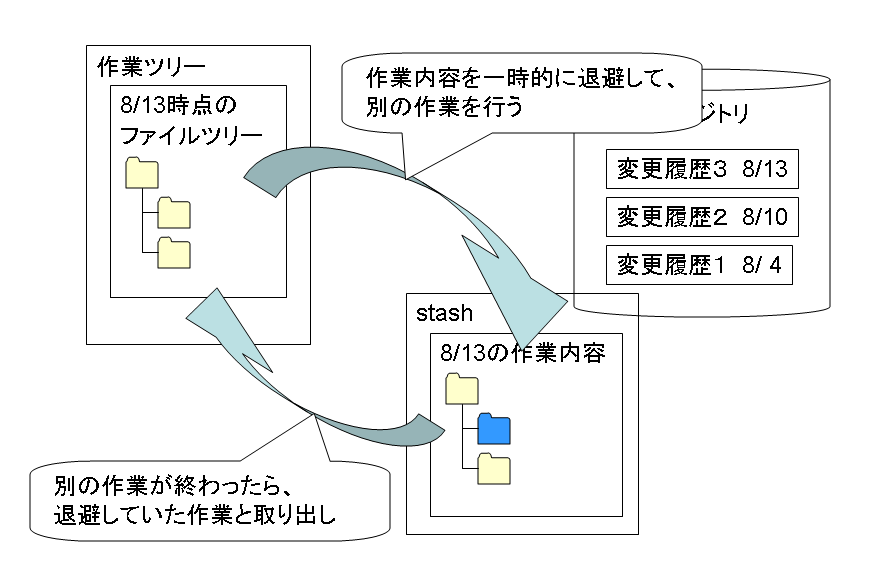 作業ツリー
8/13時点の
ファイルツリー
作業内容を一時的に退避して、
別の作業を行う
ジトリ
変更履歴３ 8/13
変更履歴２ 8/10
変更履歴１ 8/ 4
stash
8/13の作業内容
別の作業が終わったら、
退避していた作業と取り出し